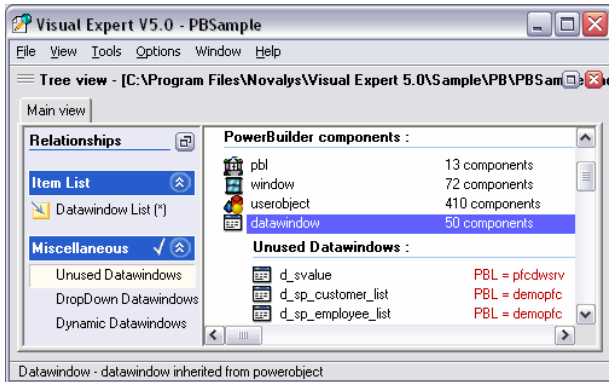 Visual Expert V5.0 - PBSample
File View Tools Options Window Help
Tree view - [C:\Program Files\Novalys\Visual Expert 5.0\Sample\PB\PBSam
Main view
Relationships
Item List
Datawindow List (*)
Miscellaneous
Unused Datawindows
DropDown Datawindows
Dynamic Datawindows
PowerBuilder components :
pbl 13 components
window 72 components
userobject 410 components
datawindow 50 components
Unused Datawindows :
d_svalue PBL = pfcdwsrv
d_sp_customer_list PBL = demopfc
d_sp_employee_list PBL = demopfc
Datawindow - datawindow inherited from powerobject